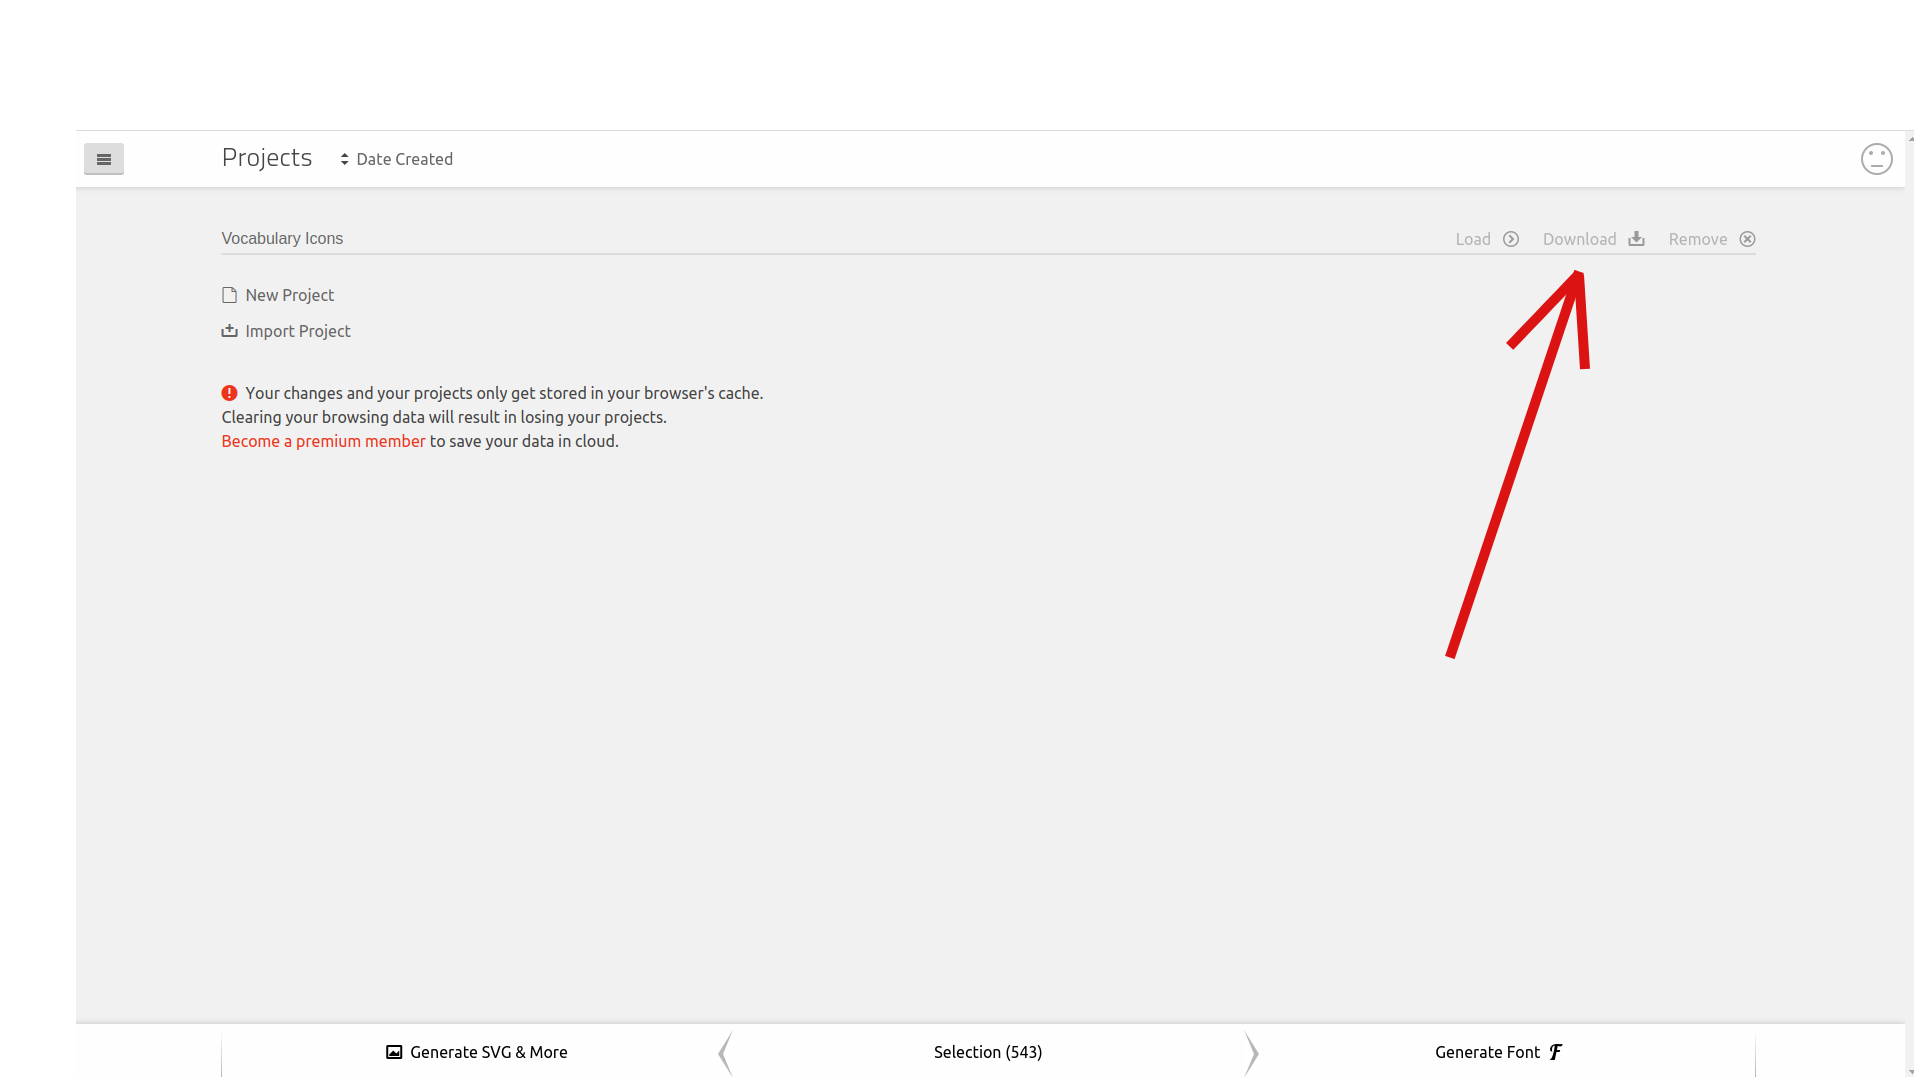 Projects Date Created
Vocabulary Icons Load Download Remove
New Project
Import Project
Your changes and your projects only get stored in your browser's cache.
Clearing your browsing data will result in losing your projects.
Become a premium member to save your data in cloud.
Generate SVG & More Selection (543) Generate Font